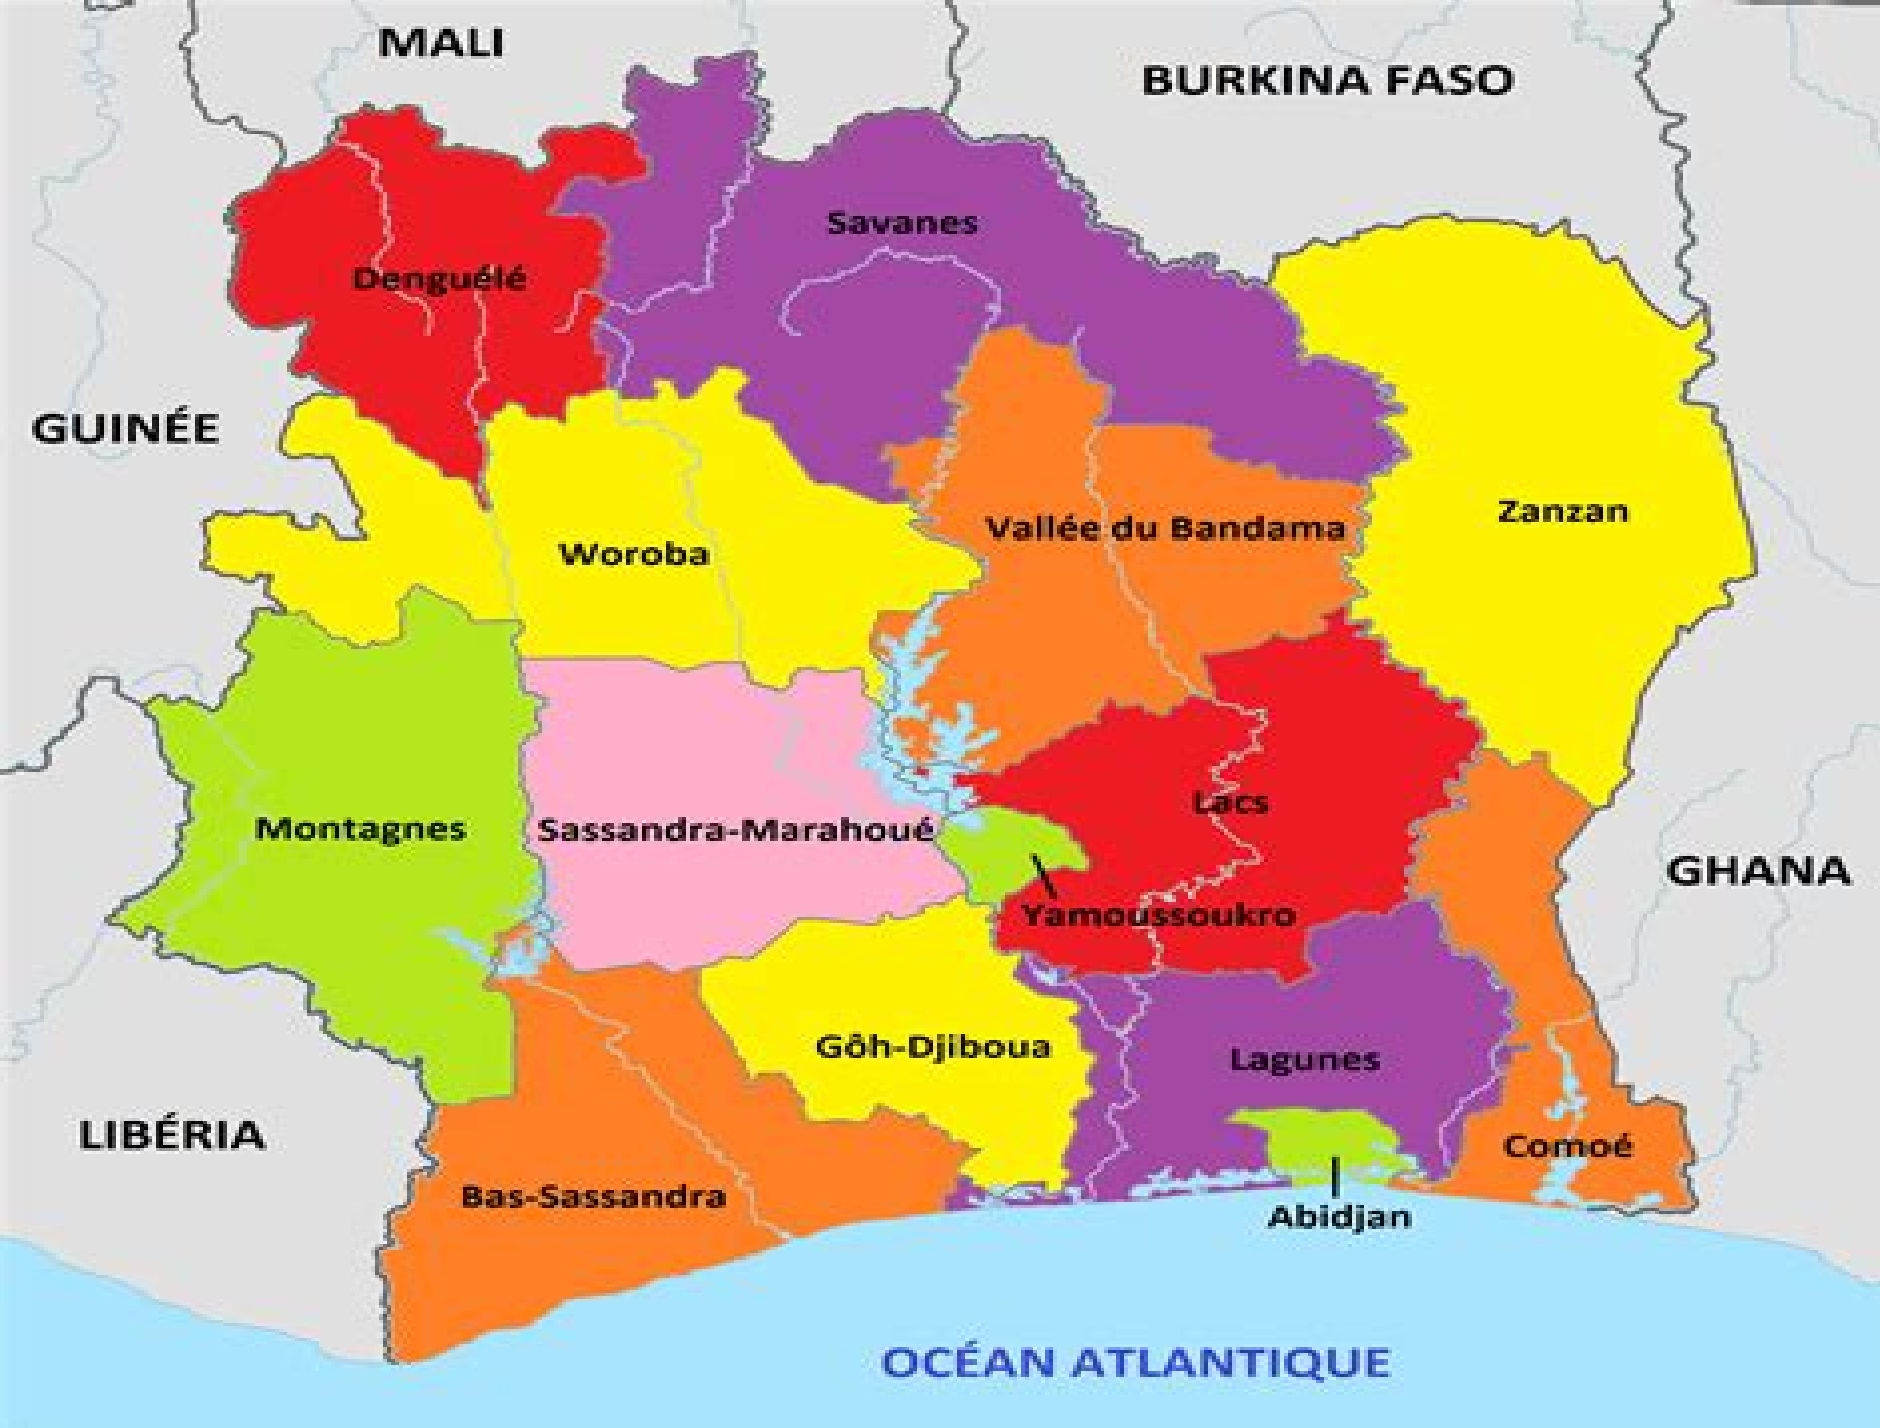 MALI
BURKINA FASO
Savanes
Denguélé
GUINÉE
Zanzan
Vallée du Bandama
Woroba
Lacs
Montagnes
Sassandra-Marahoué
GHANA
Yamoussoukro
Gôh-Djiboua
Lagunes
LIBÉRIA
Comoé
Bas-Sassandra
Abidjan
OCÉAN ATLANTIQUE